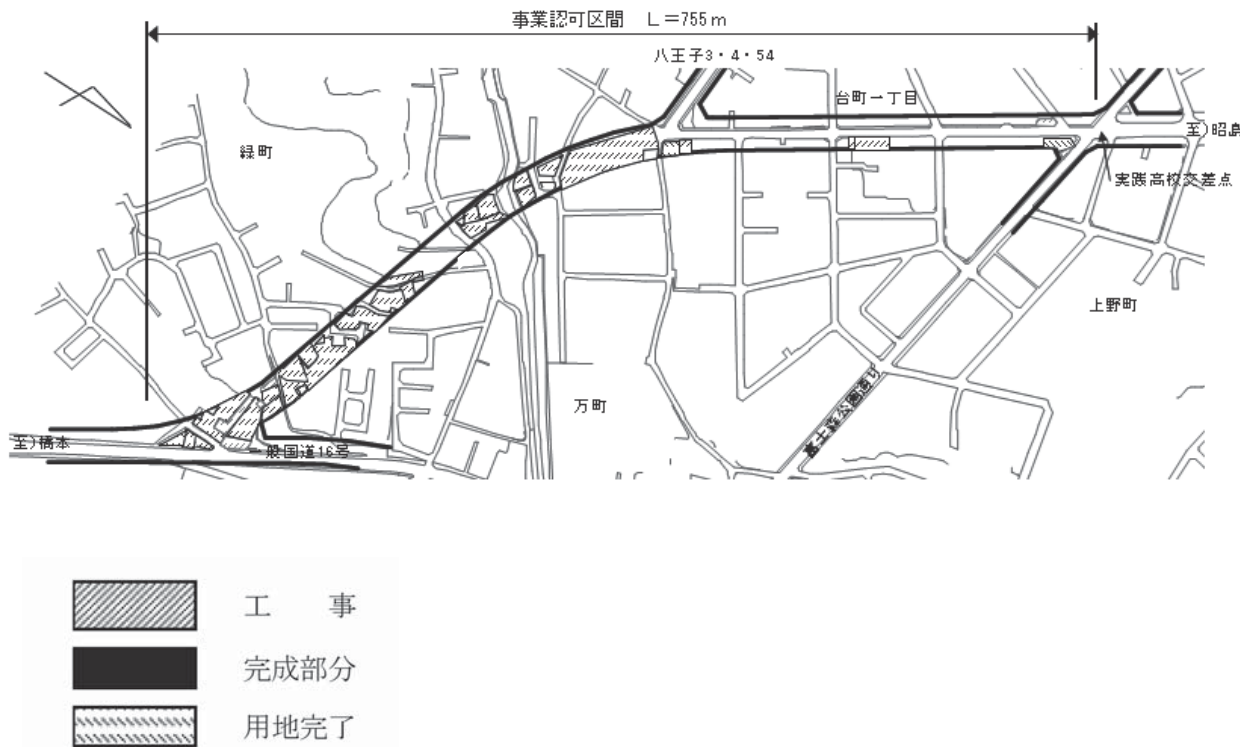 事業認可区間　L=755m
八王子3・4・54
台町一丁目
至)昭島
緑町
実践高校交差点
上野町
万町
富士森公園通り
至)橋本
一般国道16号
工　事
完成部分
用地完了